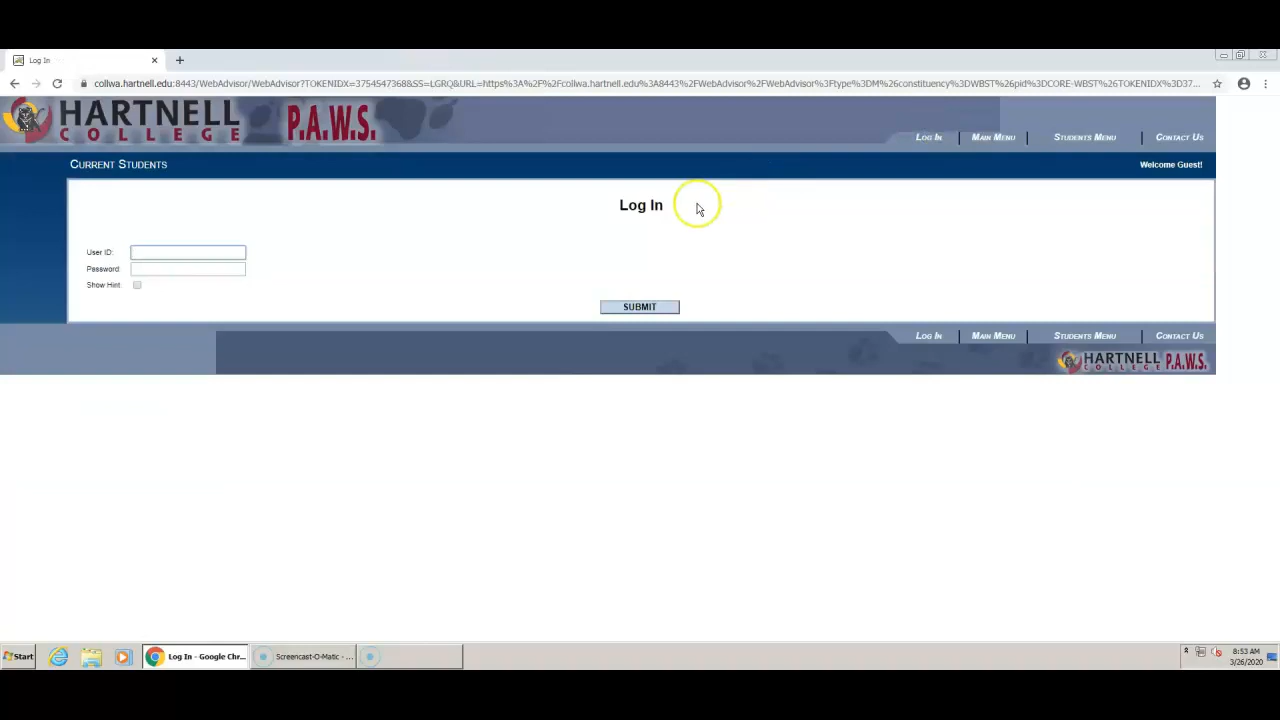 Log In
collwa.hartnell.edu:8443/WebAdvisor/WebAdvisor?TOKENIDX=3754547368&SS=LGRQ&URL=https%3A%2F%2Fcollwa.hartnell.edu%3A8443%2FWebAdvisor%2FWebAdvisor%3Ftype%3DM%26constituency%3DWBST%26pid%3DCORE-WBST%26TOKENIDX%3D37...
HARTNELL COLLEGE P.A.W.S.
LOG IN MAIN MENU STUDENTS MENU CONTACT US
CURRENT STUDENTS Welcome Guest!
Log In
User ID:
Password:
Show Hint:
SUBMIT
LOG IN MAIN MENU STUDENTS MENU CONTACT US
HARTNELL COLLEGE P.A.W.S.
Start Log In - Google Chr... Screencast-O-Matic - ... 8:53 AM
3/26/2020